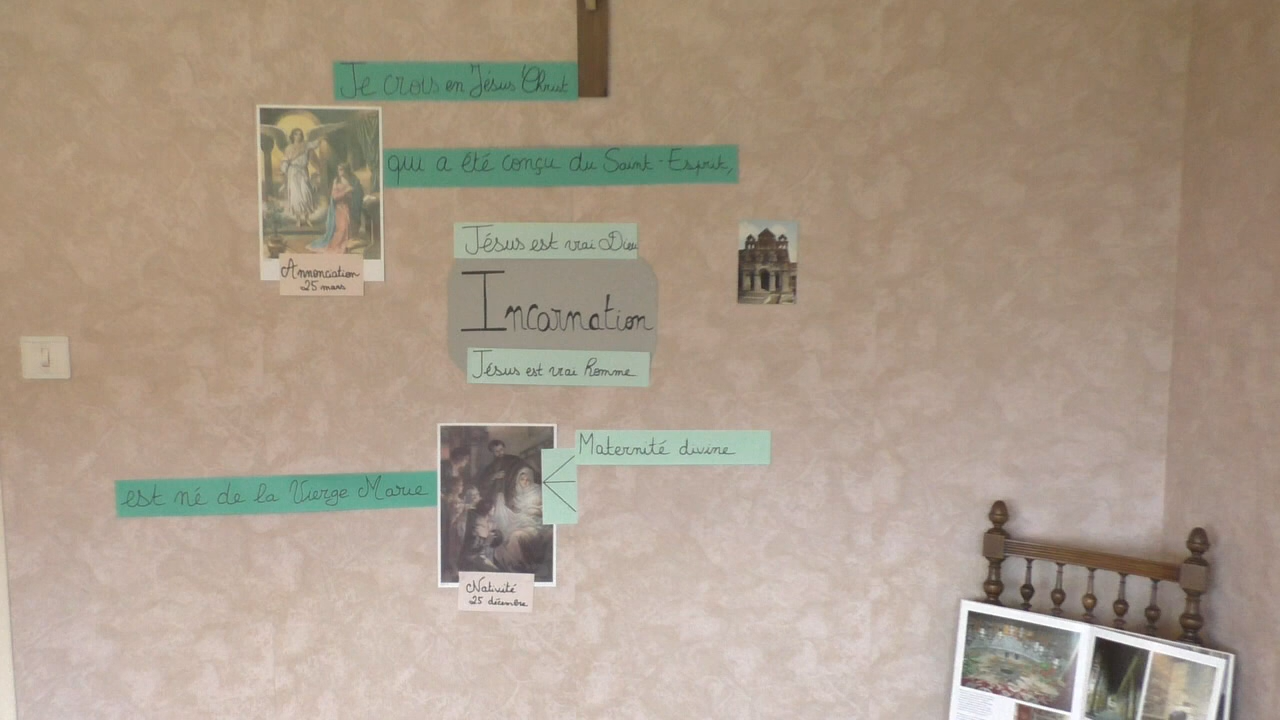 Je crois en Jésus Christ
qui a été conçu du Saint-Esprit,
Annonciation
25 mars
Jésus est vrai Dieu
Incarnation
Jésus est vrai homme
Maternité divine
est né de la Vierge Marie
Nativité
25 décembre